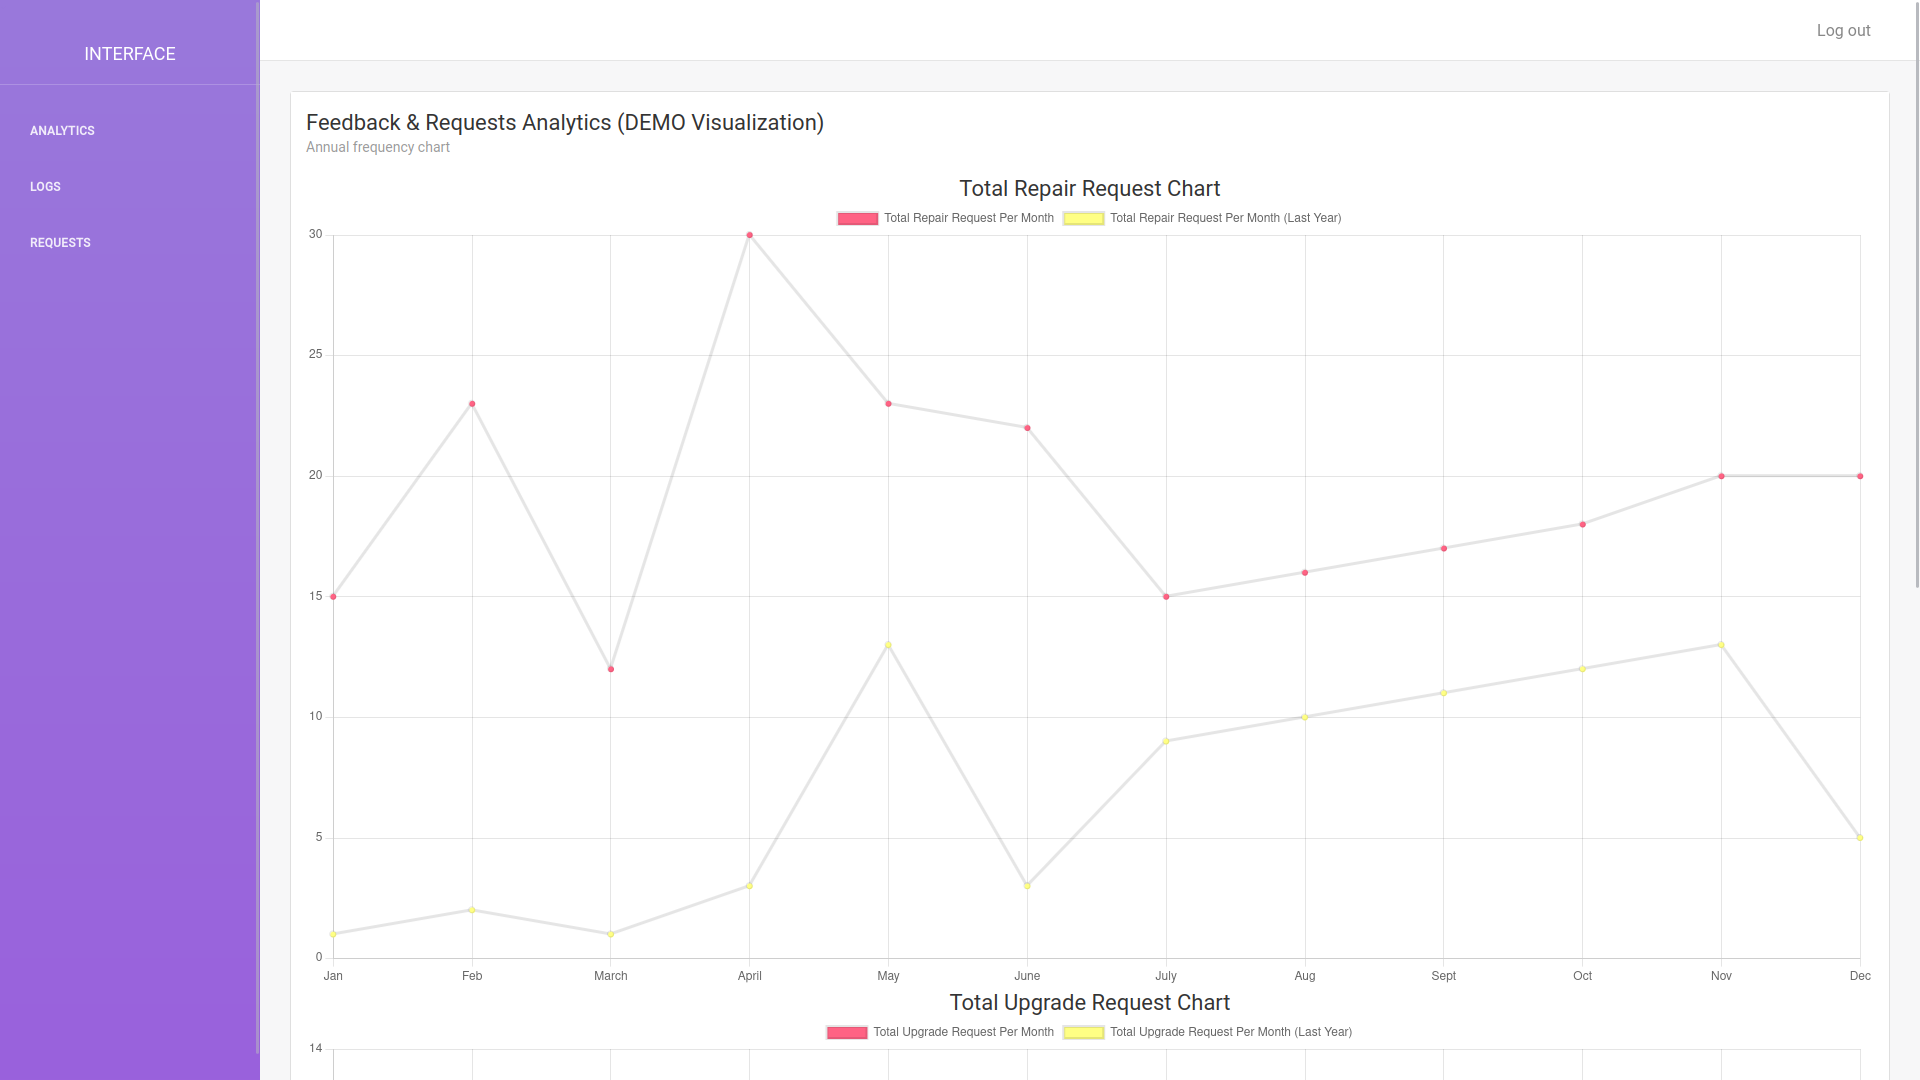 INTERFACE
ANALYTICS
LOGS
REQUESTS
Log out
Feedback & Requests Analytics (DEMO Visualization)
Annual frequency chart
Total Repair Request Chart
Total Repair Request Per Month Total Repair Request Per Month (Last Year)
30
25
20
15
10
5
0
Jan Feb March April May June July Aug Sept Oct Nov Dec
Total Upgrade Request Chart
Total Upgrade Request Per Month Total Upgrade Request Per Month (Last Year)
14